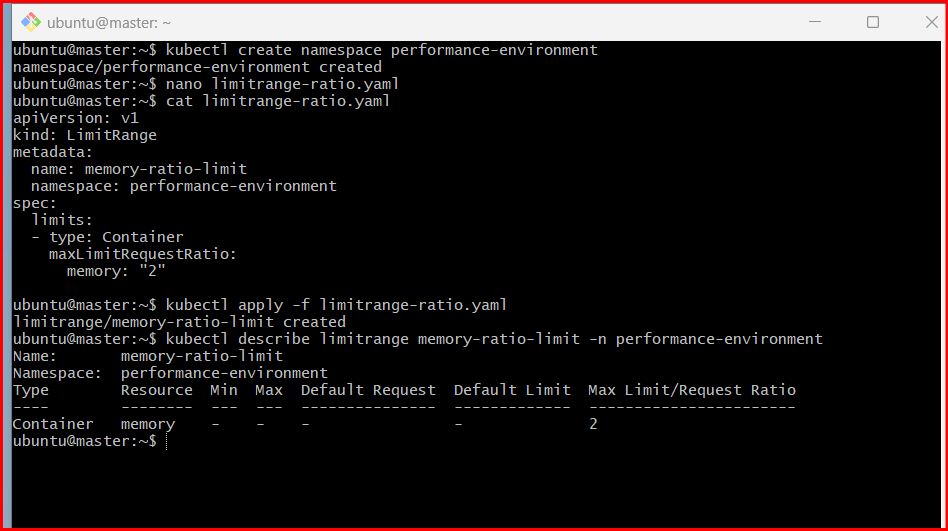 ubuntu@master: ~
ubuntu@master:~$ kubectl create namespace performance-environment
namespace/performance-environment created
ubuntu@master:~$ nano limitrange-ratio.yaml
ubuntu@master:~$ cat limitrange-ratio.yaml
apiVersion: v1
kind: LimitRange
metadata:
  name: memory-ratio-limit
  namespace: performance-environment
spec:
  limits:
  - type: Container
    maxLimitRequestRatio:
      memory: "2"
ubuntu@master:~$ kubectl apply -f limitrange-ratio.yaml
limitrange/memory-ratio-limit created
ubuntu@master:~$ kubectl describe limitrange memory-ratio-limit -n performance-environment
Name:       memory-ratio-limit
Namespace:  performance-environment
Type        Resource  Min  Max  Default Request  Default Limit  Max Limit/Request Ratio
----        --------  ---  ---  ---------------  -------------  -----------------------
Container   memory    -    -    -                -              2
ubuntu@master:~$